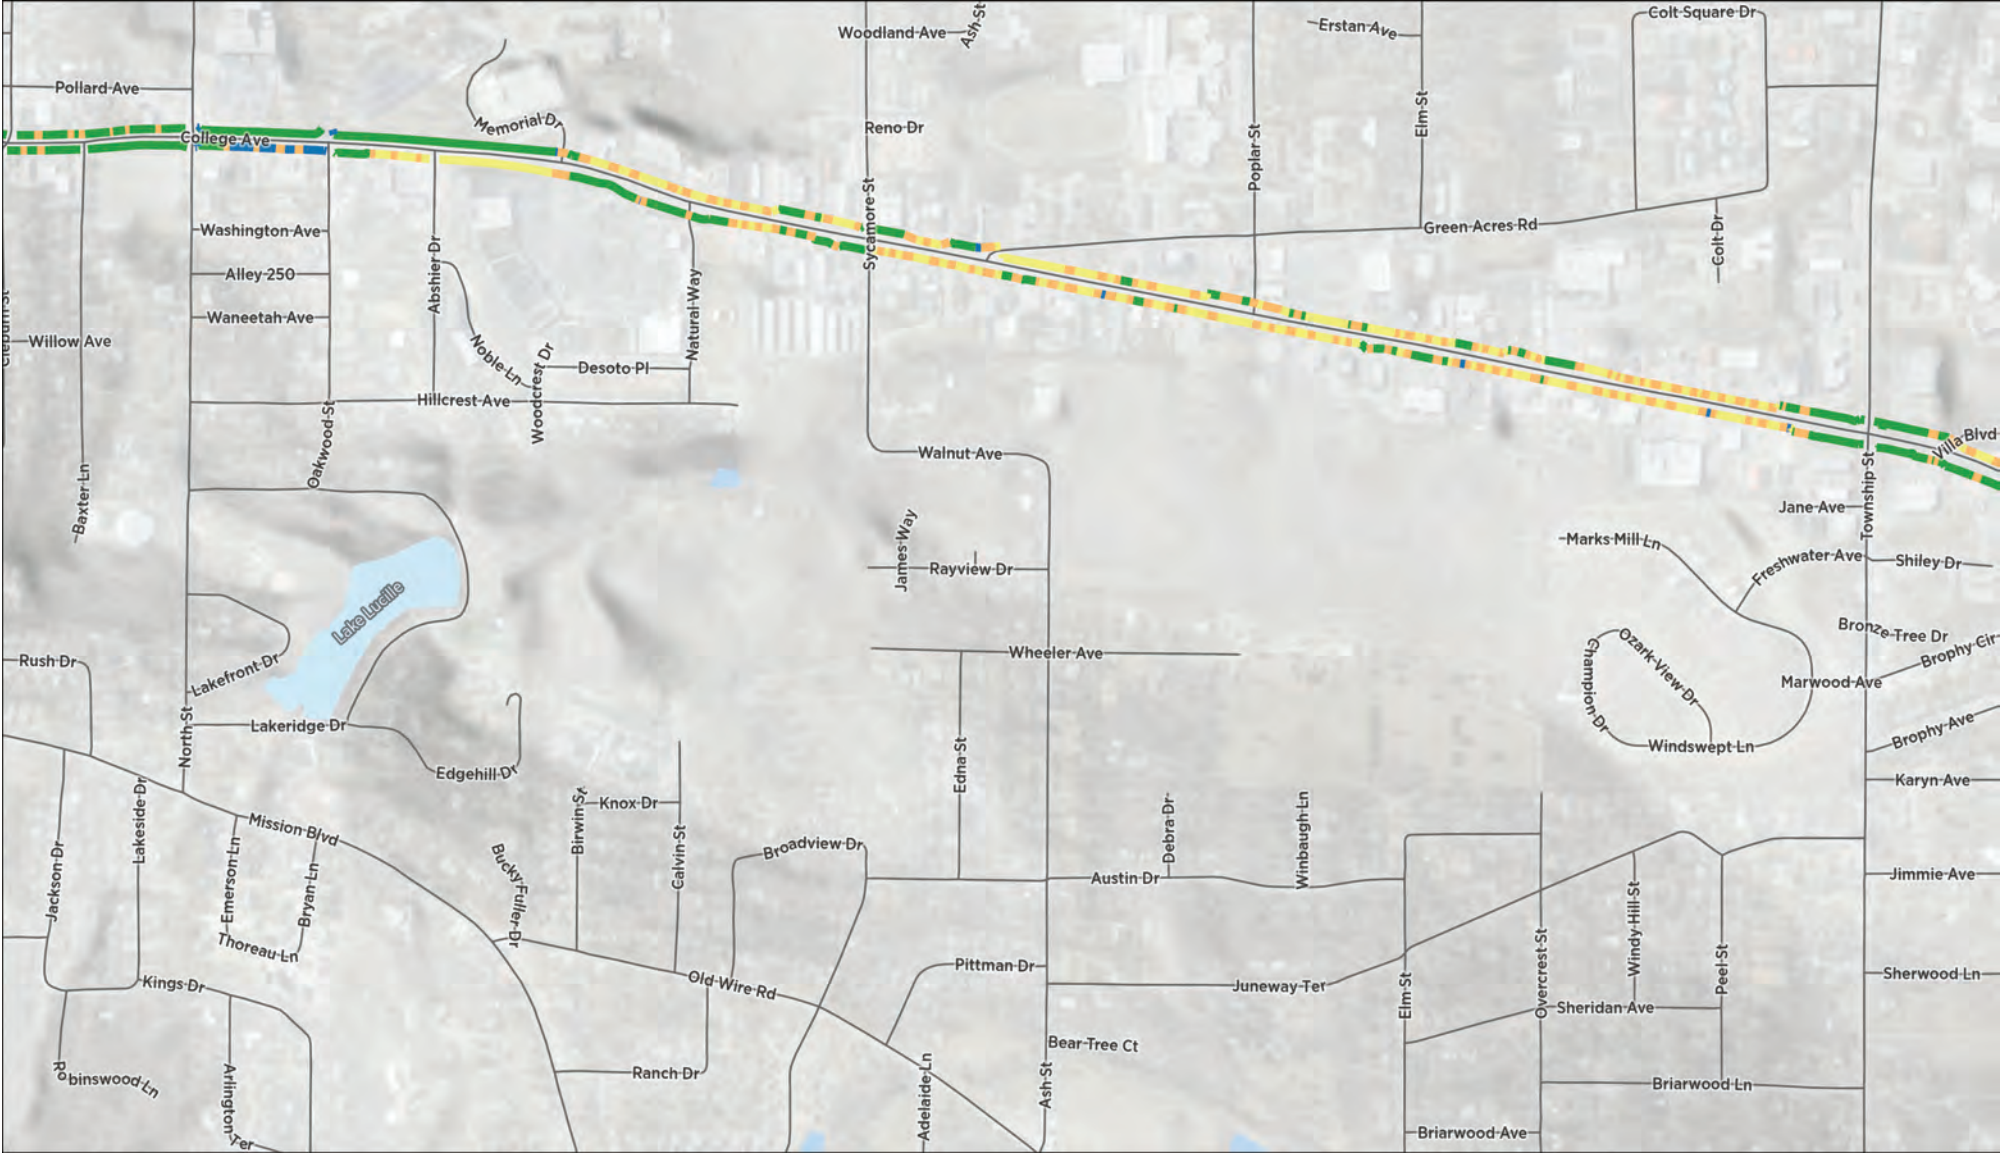 Woodland Ave
Ash St
Erstan Ave
Colt Square Dr
Pollard Ave
Memorial Dr
Reno Dr
Elm St
College Ave
Poplar St
Sycamore St
Washington Ave
Green Acres Rd
Colt Dr
Alley 250
Absher Dr
Waneetah Ave
Natural Way
Willow Ave
Noble Ln
Woodcrest Dr
Desoto Pl
Hillcrest Ave
Oakwood St
Villa Blvd
Walnut Ave
Baxter Ln
Township St
Jane Ave
James Way
Marks Mill Ln
Freshwater Ave
Shiley Dr
Rayview Dr
Lake Lucille
Bronze Tree Dr
Brophy Cir
Ozark View Dr
Champion Dr
Wheeler Ave
Rush Dr
Lakefront Dr
Marwood Ave
Lakeridge Dr
North St
Brophy Ave
Windswept Ln
Edgehill Dr
Edna St
Karyn Ave
Knox Dr
Birwin St
Lakeside Dr
Mission Blvd
Debra Dr
Winbaugh Ln
Broadview Dr
Calvin St
Bucky Fuller Dr
Jackson Dr
Emerson Ln
Bryan Ln
Austin Dr
Jimmie Ave
Thoreau Ln
Windy Hill St
Peel St
Overcrest St
Pittman Dr
Kings Dr
Old Wire Rd
Juneway Ter
Elm St
Sherwood Ln
Sheridan Ave
Bear Tree Ct
Robinswood Ln
Arlington Ter
Ranch Dr
Adelaide Ln
Ash St
Briarwood Ln
Briarwood Ave